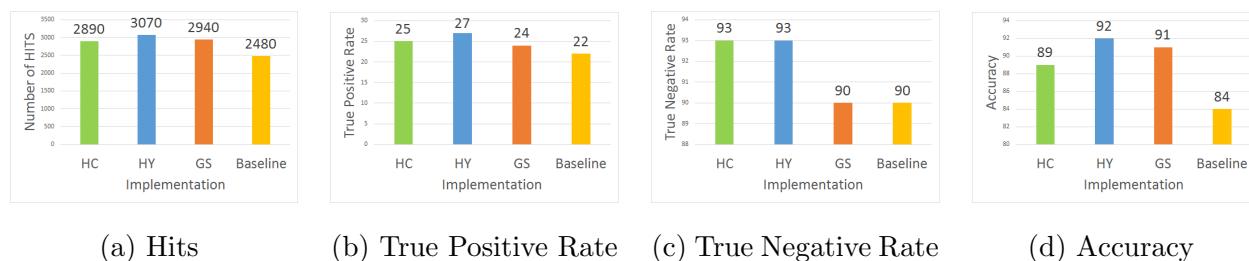 Number of HITS
3500
3000
2500
2000
1500
1000
500
0
2890
3070
2940
2480
HC HY GS Baseline
Implementation
(a) Hits
True Positive Rate
30
25
20
15
10
5
0
25
27
24
22
HC HY GS Baseline
Implementation
(b) True Positive Rate
True Negative Rate
94
93
92
91
90
89
88
93
93
90
90
HC HY GS Baseline
Implementation
(c) True Negative Rate
Accuracy
94
92
90
88
86
84
82
80
89
92
91
84
HC HY GS Baseline
Implementation
(d) Accuracy